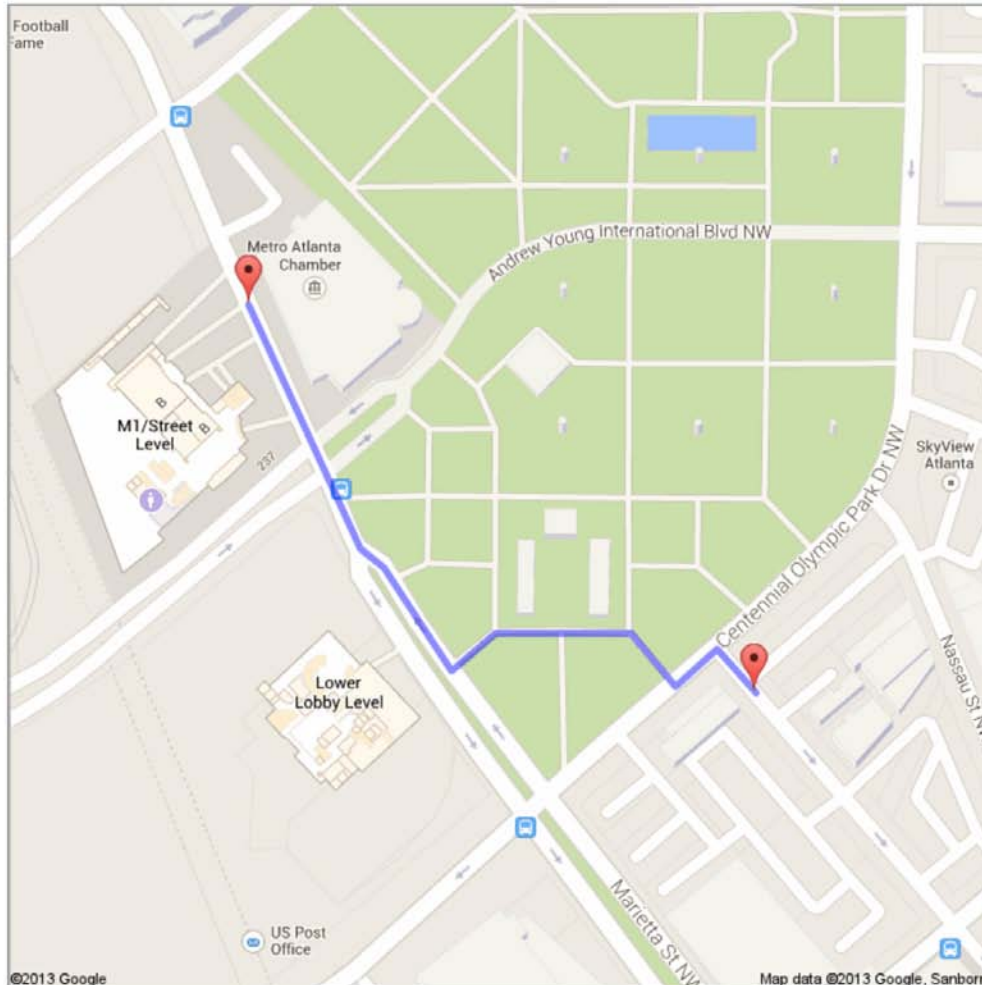 Football
Fame
Metro Atlanta
Chamber
Andrew Young International Blvd NW
B
B
M1/Street
Level
237
SkyView
Atlanta
Centennial Olympic Park Dr NW
Nassau St NW
Lower
Lobby Level
Marietta St NW
US Post
Office
©2013 Google
Map data ©2013 Google, Sanborn